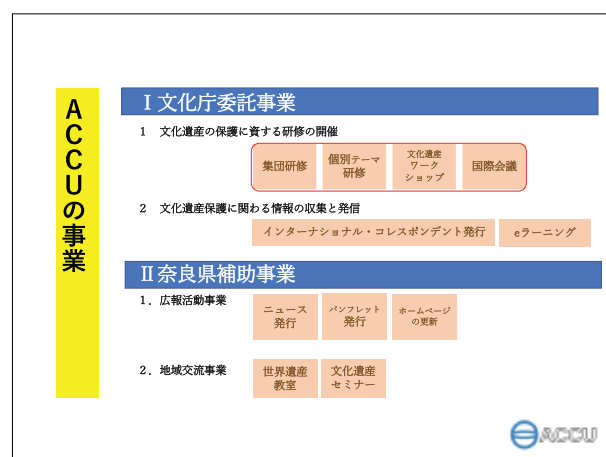 ACCUの事業
Ⅰ文化庁委託事業
1 文化遺産の保護に資する研修の開催
集団研修
個別テーマ
研修
文化遺産
ワーク
ショップ
国際会議
2 文化遺産保護に関わる情報の収集と発信
インターナショナル・コレスポンデント発行
eラーニング
Ⅱ奈良県補助事業
1．広報活動事業
ニュース
発行
パンフレット
発行
ホームページ
の更新
2．地域交流事業
世界遺産
教室
文化遺産
セミナー
ACCU